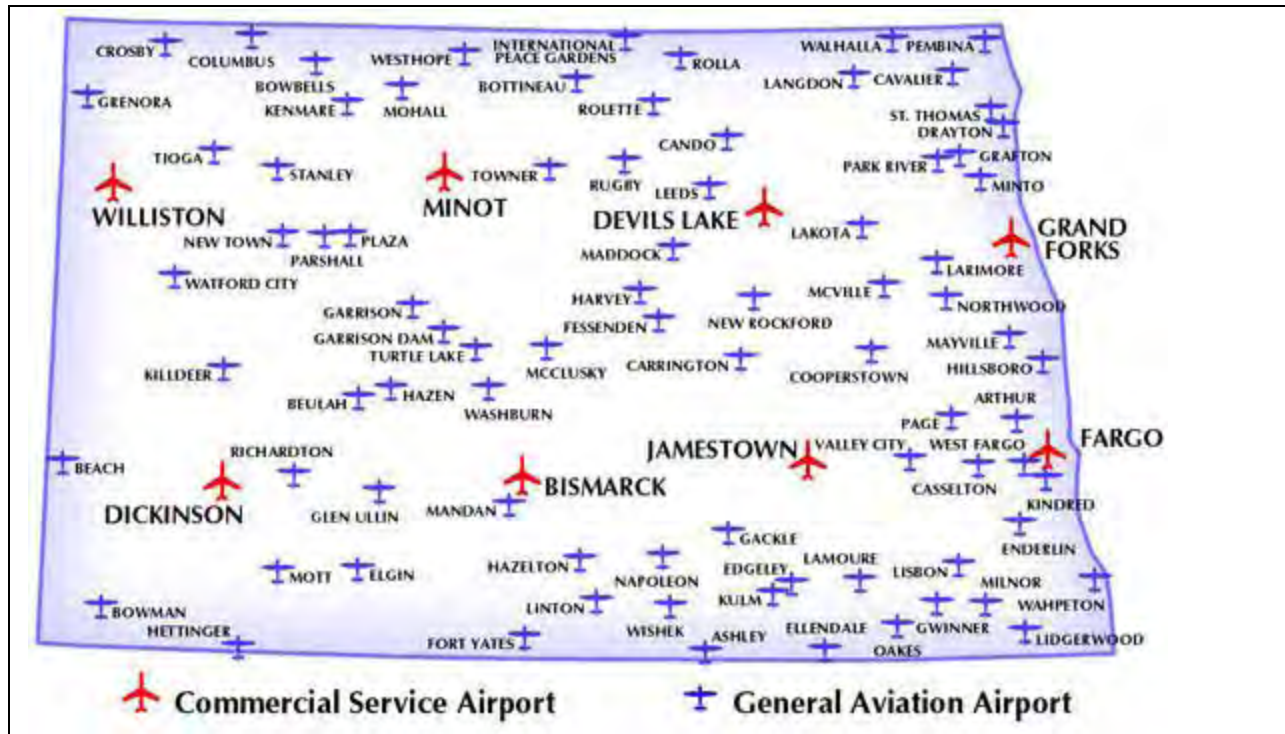 CROSBY
COLUMBUS
BOWBELLS
WESTHOPE
INTERNATIONAL
PEACE GARDENS
ROLLA
WALHALLA
PEMBINA
GRENORA
KENMARE
MOHALL
BOTTINEAU
ROLETTE
LANGDON
CAVALIER
ST. THOMAS
DRAYTON
TIOGA
STANLEY
TOWNER
RUGBY
CANDO
LEEDS
PARK RIVER
GRAFTON
MINTO
WILLISTON
MINOT
DEVILS LAKE
LAKOTA
GRAND
FORKS
NEW TOWN
PARSHALL
PLAZA
MADDOCK
LARIMORE
WATFORD CITY
GARRISON
HARVEY
NEW ROCKFORD
MCVILLE
NORTHWOOD
GARRISON DAM
TURTLE LAKE
FESSENDEN
MAYVILLE
KILLDEER
MCCLUSKY
CARRINGTON
COOPERSTOWN
HILLSBORO
BEULAH
HAZEN
WASHBURN
ARTHUR
PAGE
BEACH
RICHARDTON
JAMESTOWN
VALLEY CITY
WEST FARGO
FARGO
DICKINSON
GLEN ULLIN
MANDAN
BISMARCK
CASSELTON
KINDRED
GACKLE
ENDERLIN
MOTT
ELGIN
HAZELTON
NAPOLEON
EDGELEY
LAMOURE
LISBON
MILNOR
BOWMAN
LINTON
WISHEK
KULM
WAHPETON
HETTINGER
FORT YATES
ASHLEY
ELLENDALE
OAKES
GWINNER
LIDGERWOOD
Commercial Service Airport
General Aviation Airport